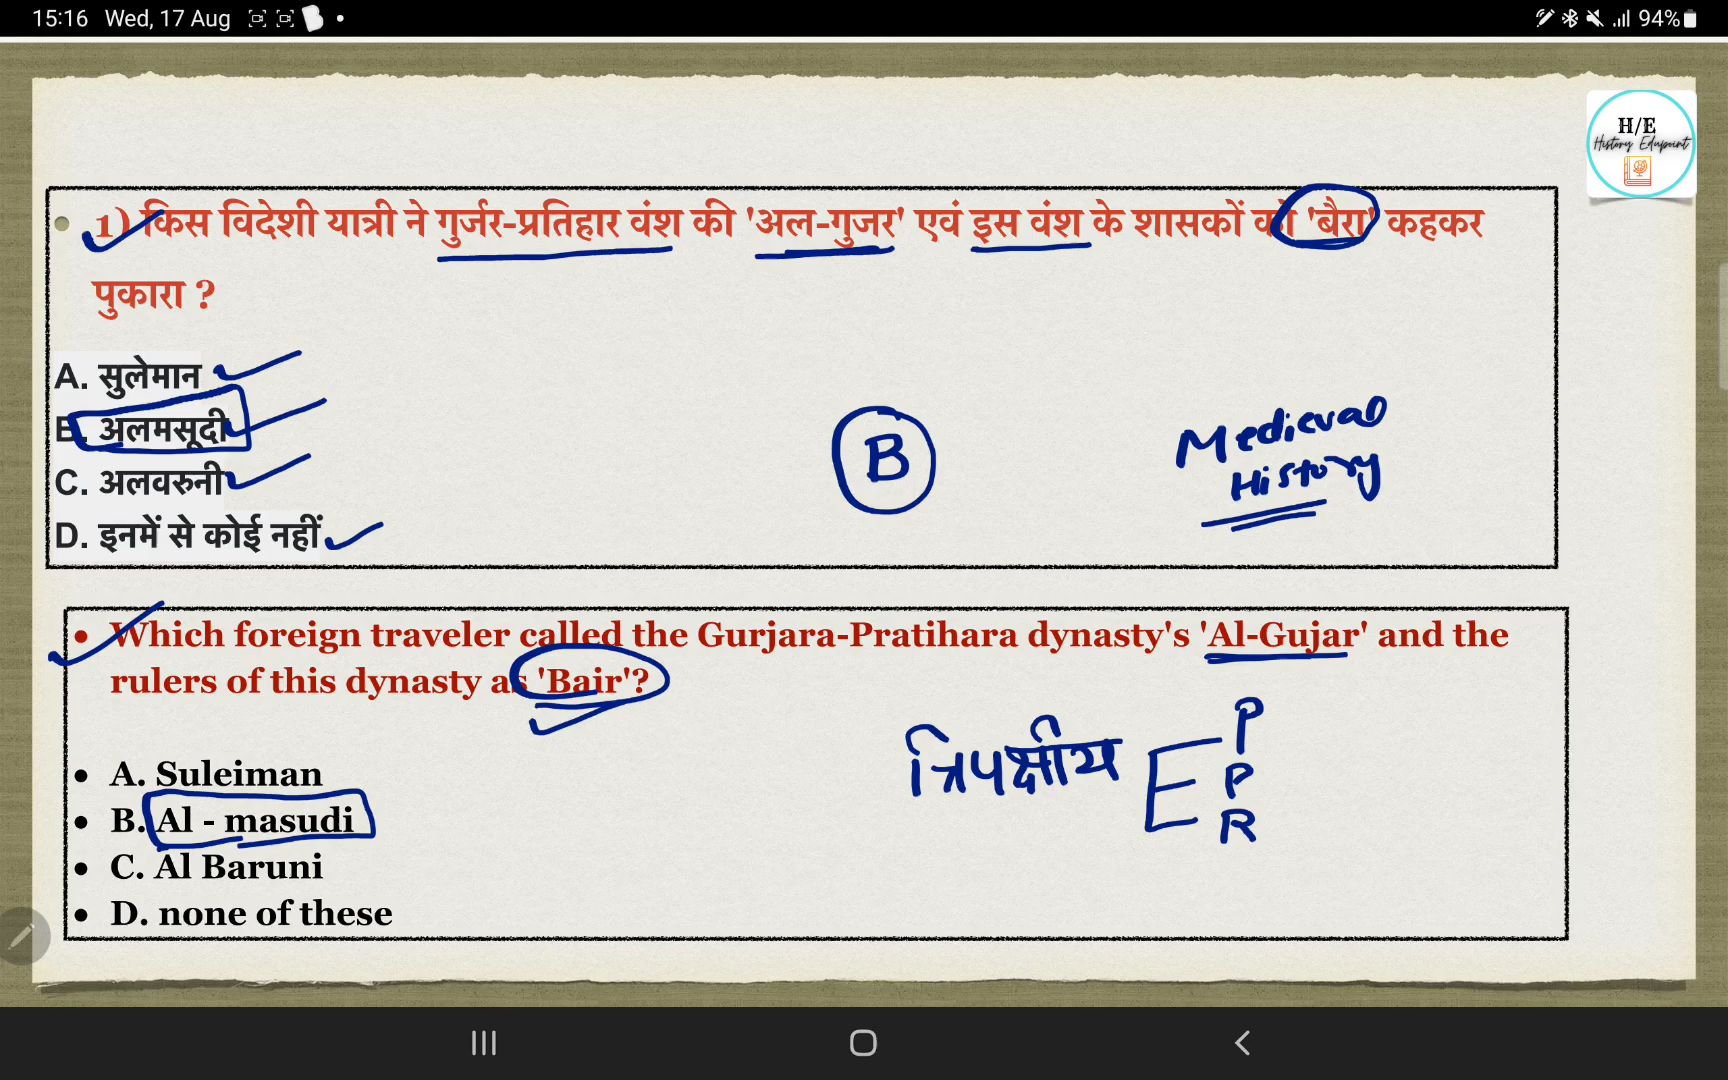 15:16 Wed, 17 Aug
94%
H/E
History Edupoint
1) किस विदेशी यात्री ने गुर्जर-प्रतिहार वंश की 'अल-गुजर' एवं इस वंश के शासकों को 'बैरा' कहकर
पुकारा ?
A. सुलेमान
B. अलमसूदी
C. अलवरुनी
D. इनमें से कोई नहीं
B
Medieval
History
• Which foreign traveler called the Gurjara-Pratihara dynasty's 'Al-Gujar' and the
rulers of this dynasty as 'Bair'?
• A. Suleiman
• B. Al - masudi
• C. Al Baruni
• D. none of these
त्रिपक्षीय
P
P
R